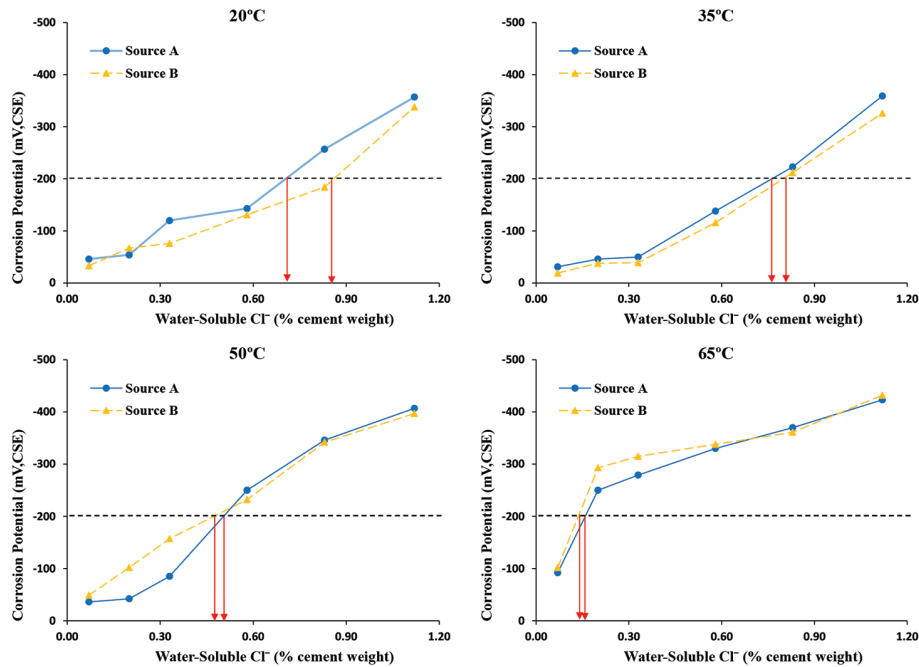 20°C
-500
-400
-300
-200
-100
0
Corrosion Potential (mV,CSE)
Source A
Source B
0.00 0.30 0.60 0.90 1.20
Water-Soluble Cl⁻ (% cement weight)
35°C
-500
-400
-300
-200
-100
0
Corrosion Potential (mV,CSE)
Source A
Source B
0.00 0.30 0.60 0.90 1.20
Water-Soluble Cl⁻ (% cement weight)
50°C
-500
-400
-300
-200
-100
0
Corrosion Potential (mV,CSE)
Source A
Source B
0.00 0.30 0.60 0.90 1.20
Water-Soluble Cl⁻ (% cement weight)
65°C
-500
-400
-300
-200
-100
0
Corrosion Potential (mV,CSE)
Source A
Source B
0.00 0.30 0.60 0.90 1.20
Water-Soluble Cl⁻ (% cement weight)